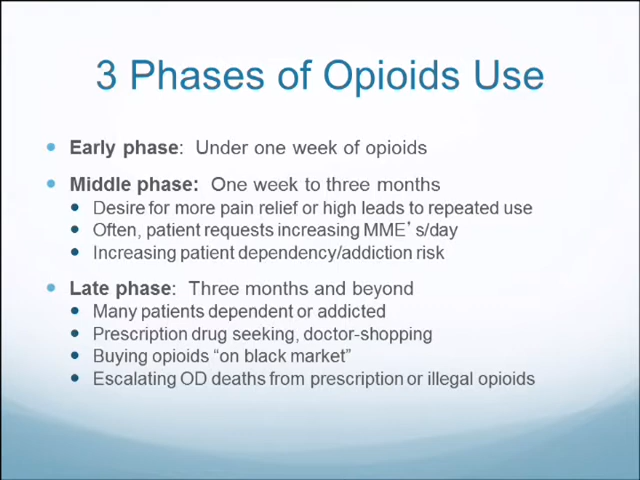 3 Phases of Opioids Use
Early phase: Under one week of opioids
Middle phase: One week to three months
Desire for more pain relief or high leads to repeated use
Often, patient requests increasing MME's/day
Increasing patient dependency/addiction risk
Late phase: Three months and beyond
Many patients dependent or addicted
Prescription drug seeking, doctor-shopping
Buying opioids “on black market”
Escalating OD deaths from prescription or illegal opioids